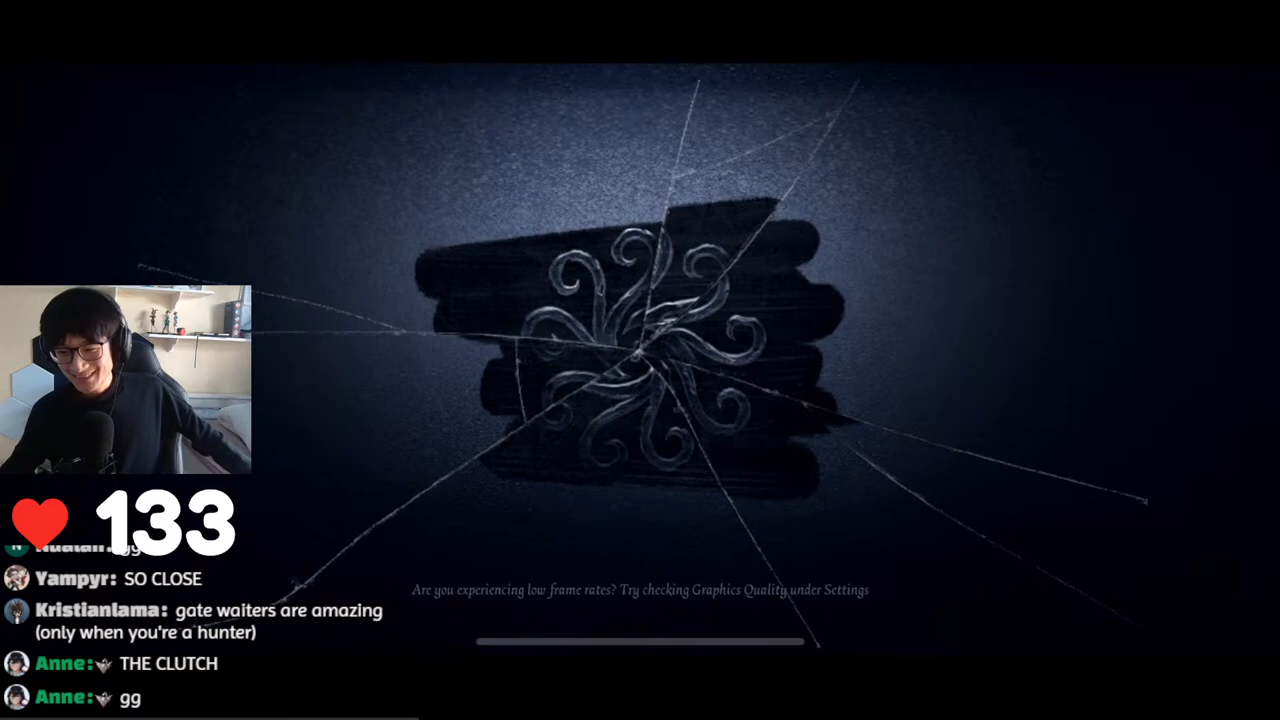 133
gg
Yampyr: SO CLOSE
Kristianlama: gate waiters are amazing
(only when you're a hunter)
Anne: THE CLUTCH
Anne: gg
Are you experiencing low frame rates? Try checking Graphics Quality under Settings